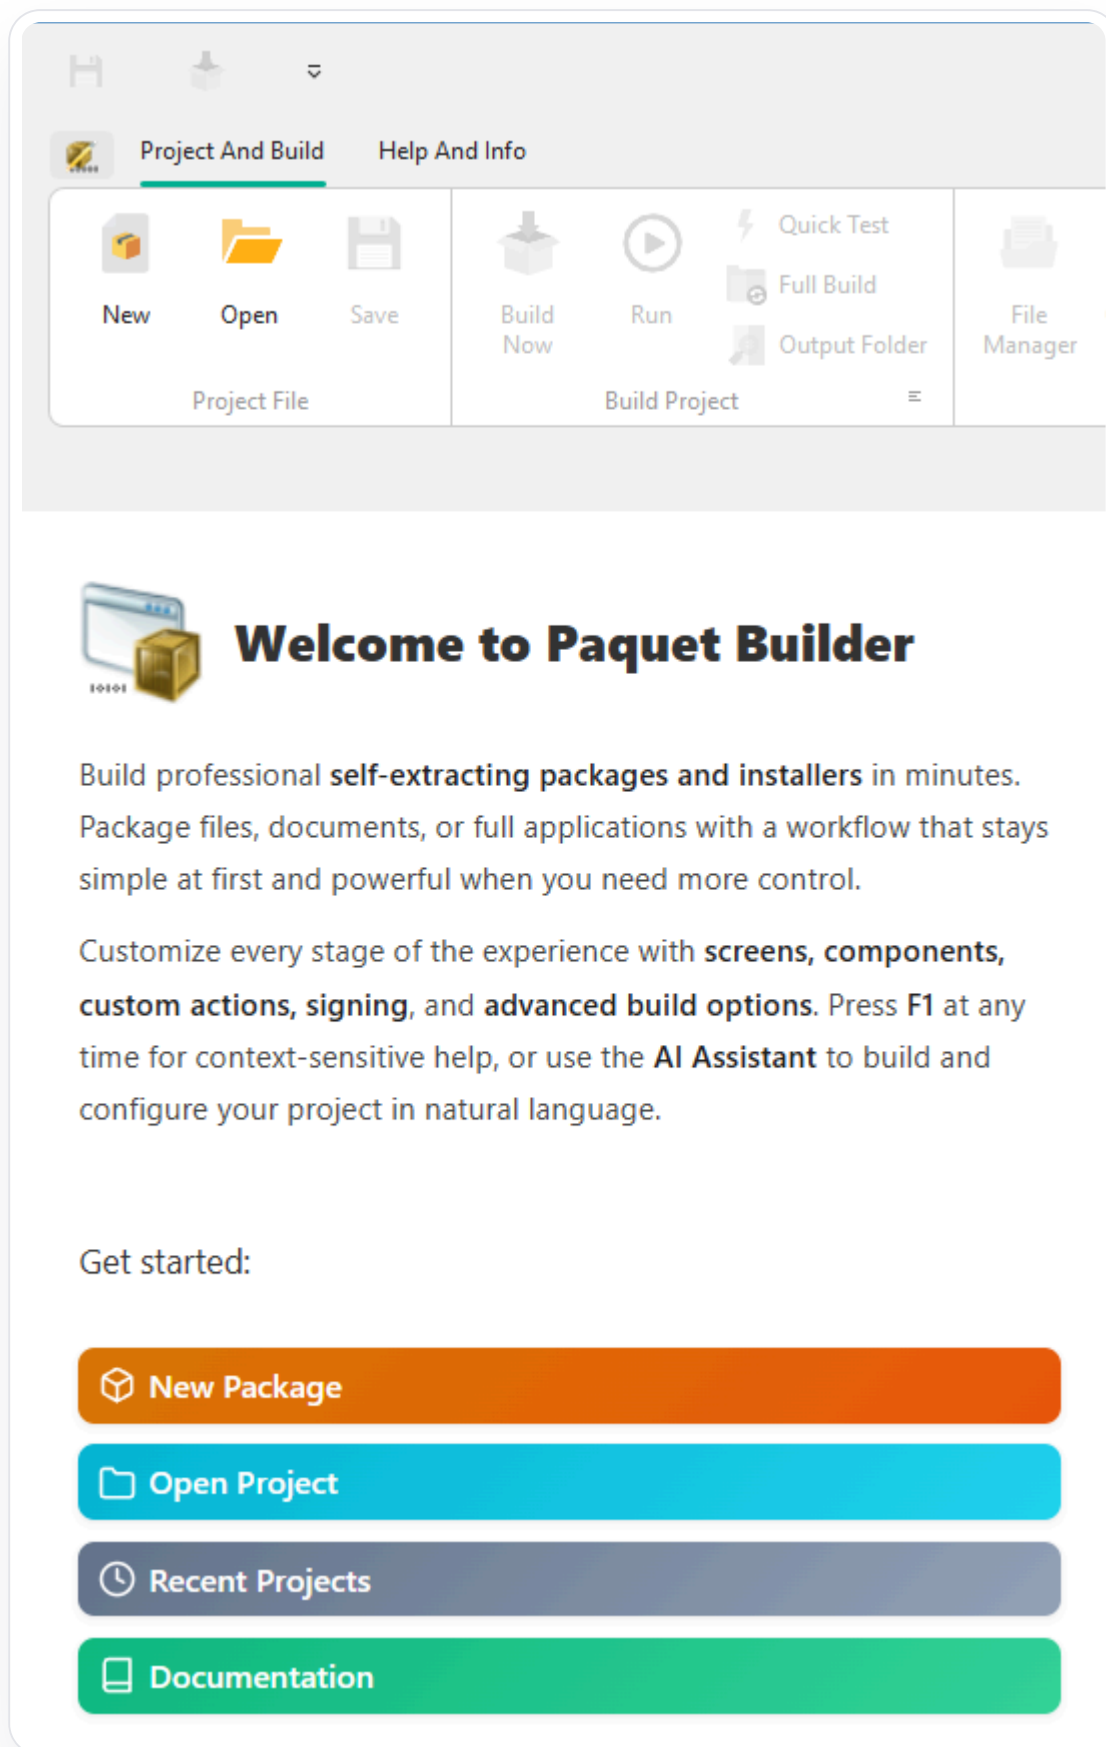 Project And Build
Help And Info
New
Open
Save
Project File
Build
Now
Run
Quick Test
Full Build
Output Folder
Build Project
File
Manager
Welcome to Paquet Builder
Build professional self-extracting packages and installers in minutes.
Package files, documents, or full applications with a workflow that stays
simple at first and powerful when you need more control.
Customize every stage of the experience with screens, components,
custom actions, signing, and advanced build options. Press F1 at any
time for context-sensitive help, or use the AI Assistant to build and
configure your project in natural language.
Get started:
New Package
Open Project
Recent Projects
Documentation